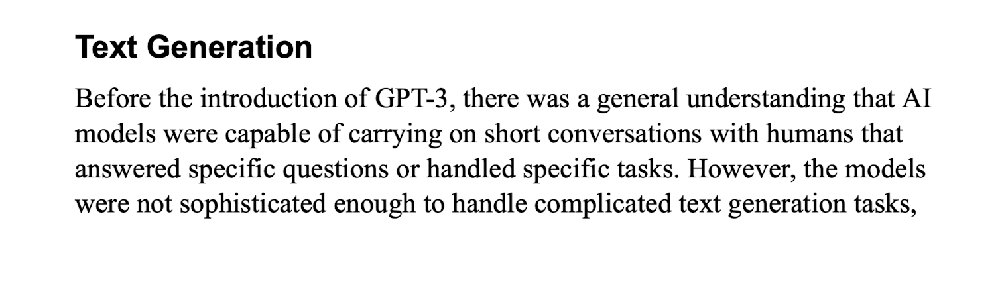 Text Generation
Before the introduction of GPT-3, there was a general understanding that AI
models were capable of carrying on short conversations with humans that
answered specific questions or handled specific tasks. However, the models
were not sophisticated enough to handle complicated text generation tasks,